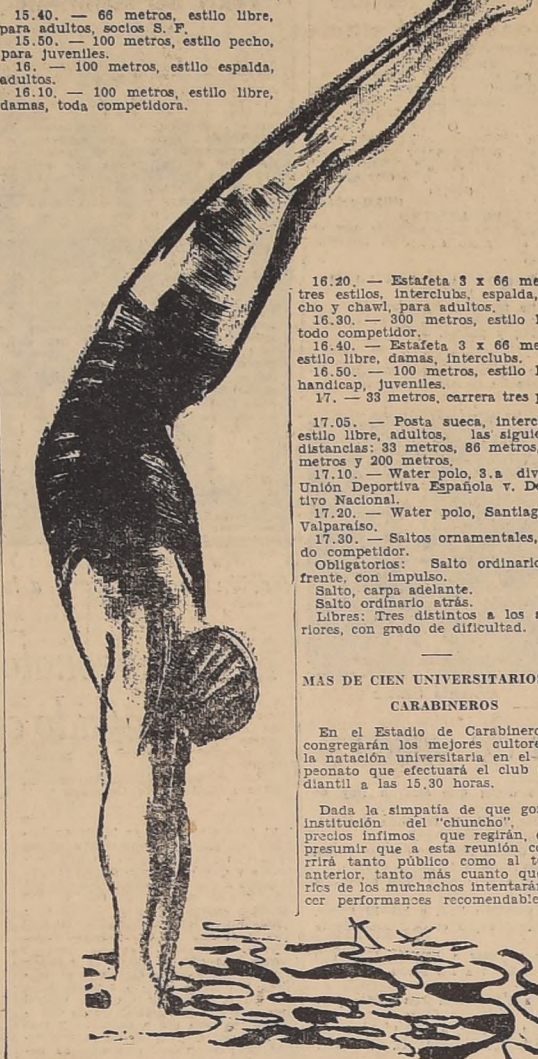 15.40. — 66 metros, estilo libre,
para adultos, socios S. F.
15.50. — 100 metros, estilo pecho,
para juveniles.
16. — 100 metros, estilo espalda,
adultos.
16.10. — 100 metros, estilo libre,
damas, toda competidora.
16.20. — Estafeta 3 x 66 me
tres estilos, interclubs, espalda,
cho y chawl, para adultos.
16.30. — 300 metros, estilo
todo competidor.
16.40. — Estafeta 3 x 66 me
estilo libre, damas, interclubs.
16.50. — 100 metros, estilo
handicap, juveniles.
17. — 33 metros, carrera tres
17.05. — Posta sueca, interc
estilo libre, adultos, las siguie
distancias: 33 metros, 86 metros,
metros y 200 metros.
17.10. — Water polo, 3.a div
Unión Deportiva Española v. De
tivo Nacional.
17.20. — Water polo, Santiag
Valparaíso.
17.30. — Saltos ornamentales,
do competidor.
Obligatorios: Salto ordinario
frente, con impulso.
Salto, carpa adelante.
Salto ordinario atrás.
Libres: Tres distintos a los a
riores, con grado de dificultad.
MAS DE CIEN UNIVERSITARIO
CARABINEROS
En el Estadio de Carabinero
congregarán los mejores cultore
la natación universitaria en el
peonato que efectuará el club
diantil a las 15,30 horas.
Dada la simpatía de que go
institución del "chuncho",
precios ínfimos que regirán,
presumir que a esta reunión co
rrirá tanto público como al t
anterior, tanto más cuanto que
ríos de los muchachos intentarán
cer performances recomendable